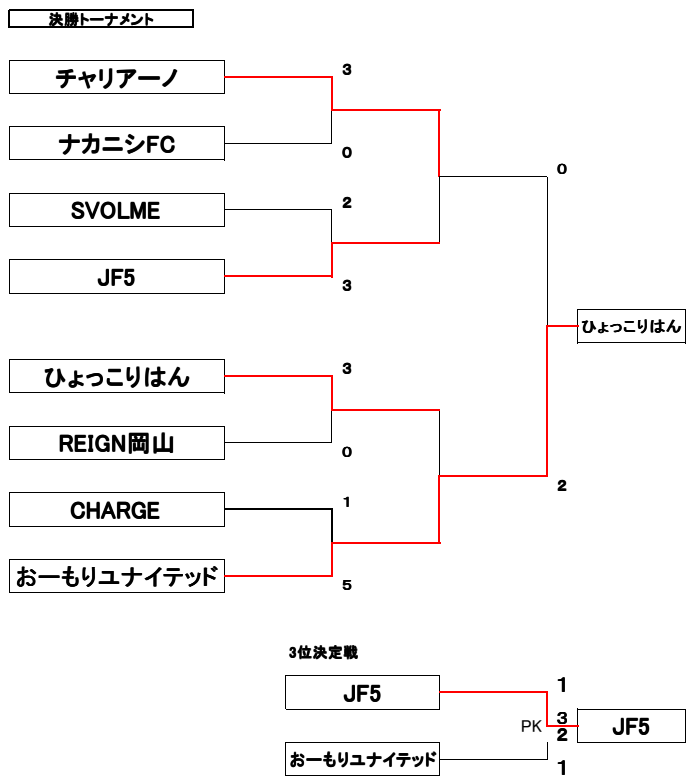 決勝トーナメント
チャリアーノ
3
ナカニシFC
0
SVOLME
2
JF5
3
0
ひょっこりはん
ひょっこりはん
3
REIGN岡山
0
CHARGE
1
おーもりユナイテッド
5
2
3位決定戦
JF5
1
PK 3
2
JF5
おーもりユナイテッド
1